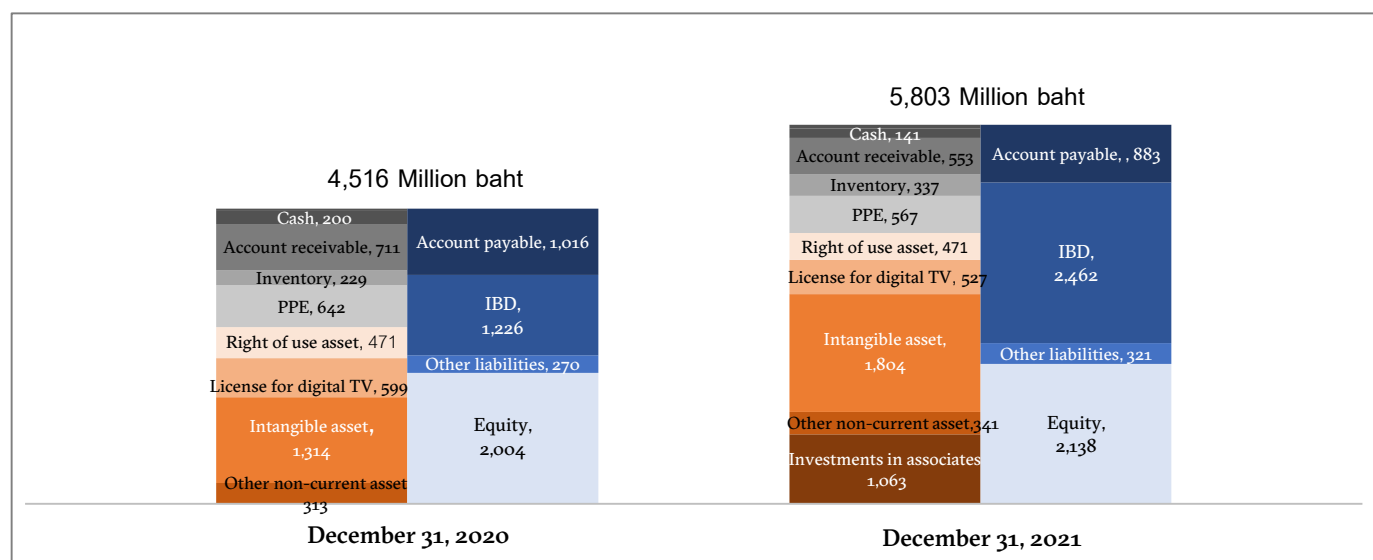 4,516 Million baht
Cash, 200
Account receivable, 711
Inventory, 229
PPE, 642
Right of use asset, 471
License for digital TV, 599
Intangible asset,
1,314
Other non-current asset
313
Account payable, 1,016
IBD,
1,226
Other liabilities, 270
Equity,
2,004
December 31, 2020
5,803 Million baht
Cash, 141
Account receivable, 553
Inventory, 337
PPE, 567
Right of use asset, 471
License for digital TV, 527
Intangible asset,
1,804
Other non-current asset,341
Investments in associates
1,063
Account payable, , 883
IBD,
2,462
Other liabilities, 321
Equity,
2,138
December 31, 2021